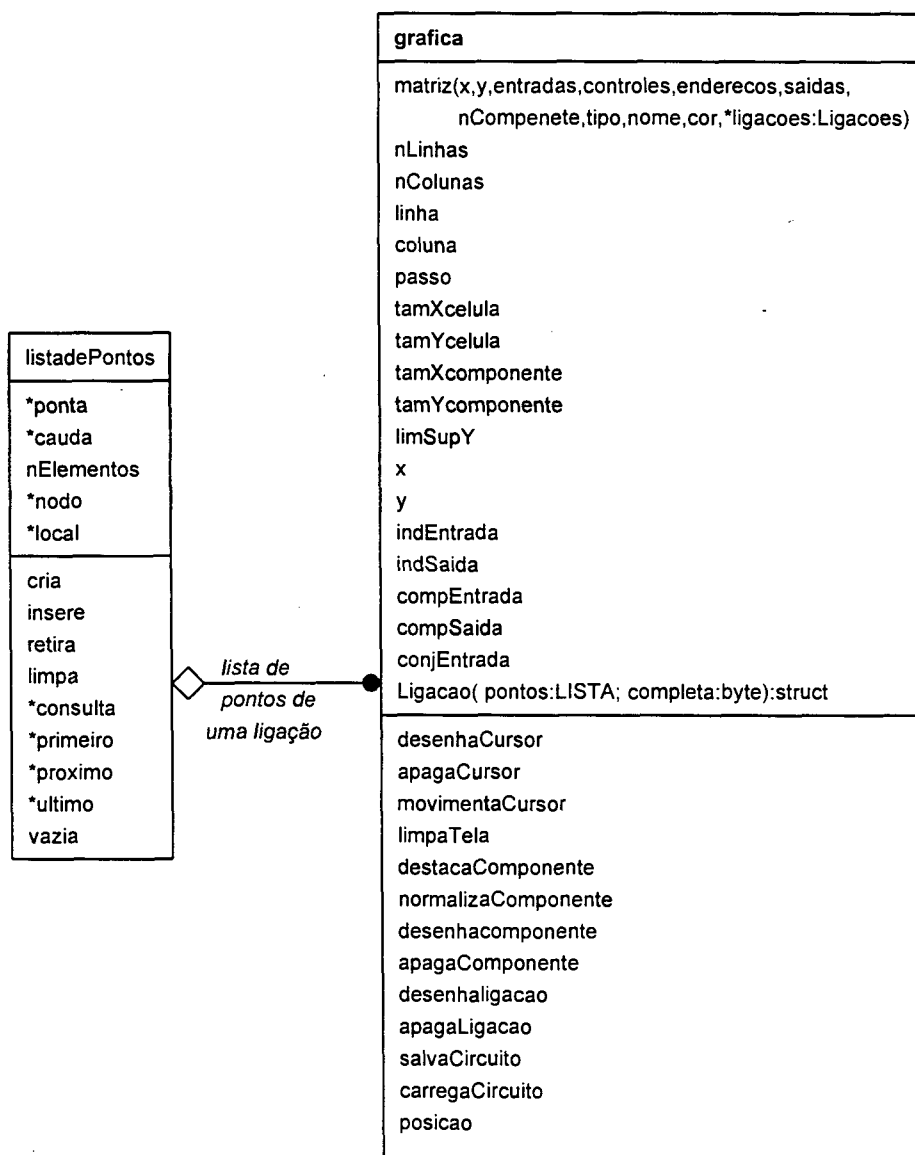 grafica
matriz(x,y,entradas,controles,enderecos,saidas,
nCompenete,tipo,nome,cor,*ligacoes:Ligacoes)
nLinhas
nColunas
linha
coluna
passo
tamXcelula
tamYcelula
tamXcomponente
tamYcomponente
limSupY
x
y
indEntrada
indSaida
compEntrada
compSaida
conjEntrada
Ligacao( pontos:LISTA; completa:byte):struct
desenhaCursor
apagaCursor
movimentaCursor
limpaTela
destacaComponente
normalizaComponente
desenhacomponente
apagaComponente
desenhaligacao
apagaLigacao
salvaCircuito
carregaCircuito
posicao
listadePontos
*ponta
*cauda
nElementos
*nodo
*local
cria
insere
retira
limpa
*consulta
*primeiro
*proximo
*ultimo
vazia
lista de
pontos de
uma ligação